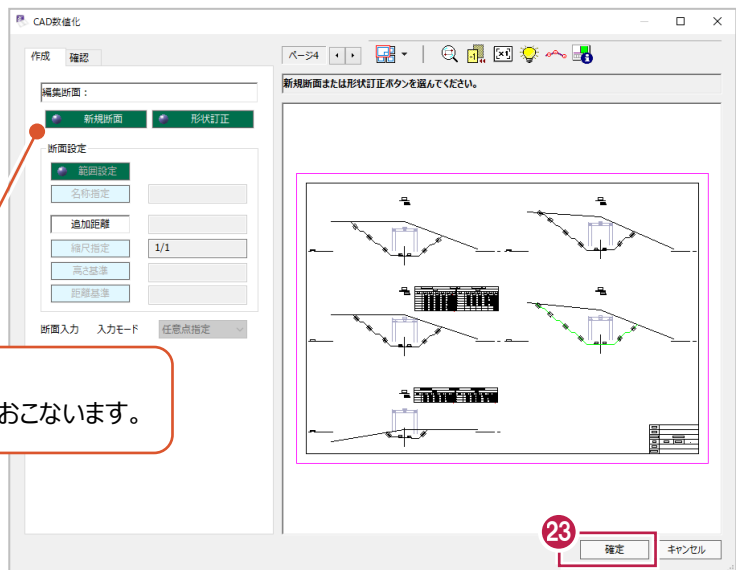 CAD数値化
作成 確認
ページ4
編集断面：
新規断面または形状訂正ボタンを選んでください。
新規断面 形状訂正
断面設定
範囲設定
名称指定
追加距離
縮尺指定 1/1
高さ基準
距離基準
断面入力 入力モード 任意点指定
おこないます。
23
確定 キャンセル